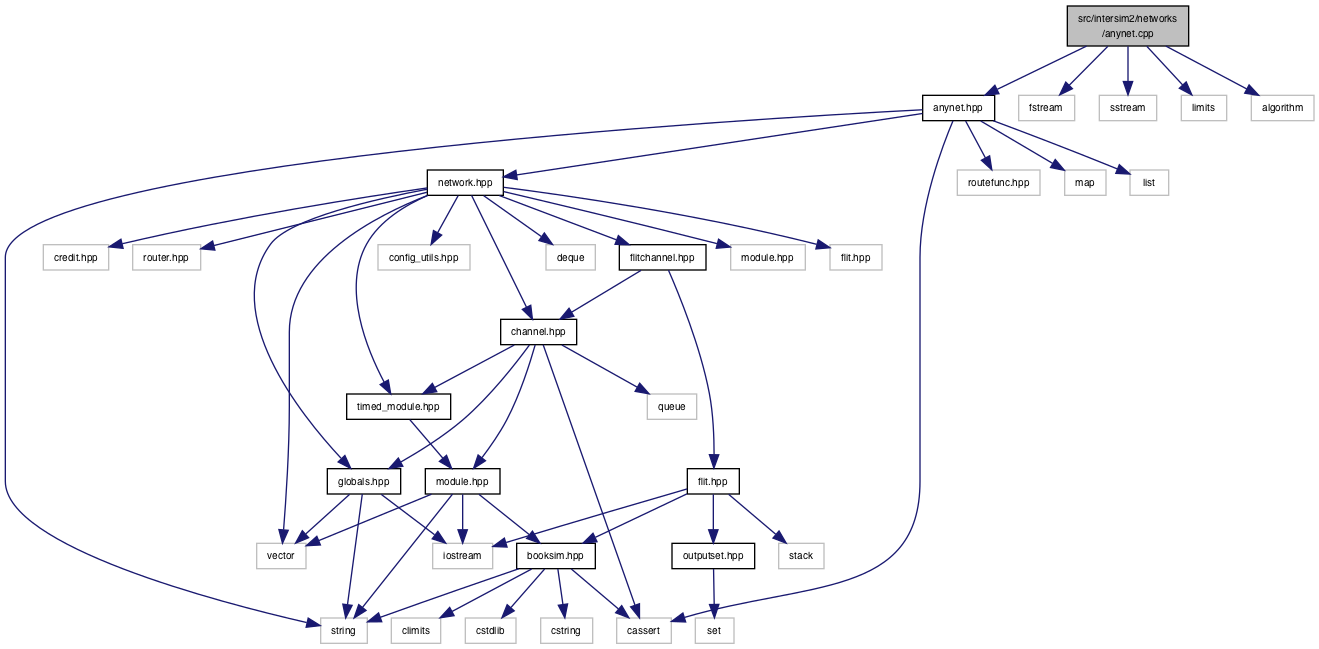 src/intersim2/networks
/anynet.cpp
anynet.hpp
fstream
sstream
limits
algorithm
network.hpp
routefunc.hpp
map
list
credit.hpp
router.hpp
config_utils.hpp
deque
flitchannel.hpp
module.hpp
flit.hpp
channel.hpp
timed_module.hpp
queue
globals.hpp
module.hpp
flit.hpp
vector
iostream
booksim.hpp
outputset.hpp
stack
string
climits
cstdlib
cstring
cassert
set